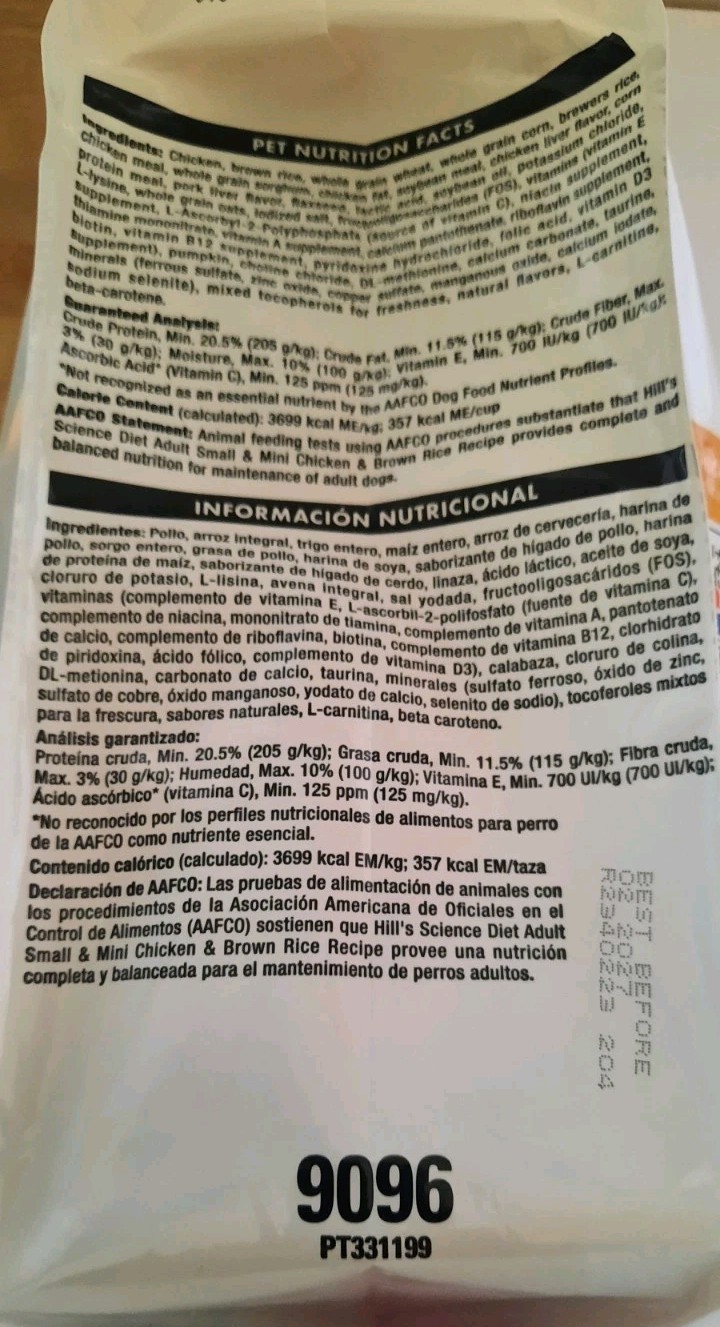 PET NUTRITION FACTS
Ingredients: Chicken, brown rice, whole grain wheat, whole grain corn, brewers rice,
chicken meal, whole grain sorghum, chicken fat, soybean meal, chicken liver flavor, corn
protein meal, pork liver flavor, flaxseed, lactic acid, soybean oil, potassium chloride,
L-lysine, whole grain oats, iodized salt, fructooligosaccharides (FOS), vitamins (vitamin E
supplement, L-Ascorbyl-2-Polyphosphate (source of vitamin C), niacin supplement,
thiamine mononitrate, vitamin A supplement, calcium pantothenate, riboflavin supplement,
biotin, vitamin B12 supplement, pyridoxine hydrochloride, folic acid, vitamin D3
supplement), pumpkin, choline chloride, DL-methionine, calcium carbonate, taurine,
minerals (ferrous sulfate, zinc oxide, copper sulfate, manganous oxide, calcium iodate,
sodium selenite), mixed tocopherols for freshness, natural flavors, L-carnitine,
beta-carotene.
Guaranteed Analysis:
Crude Protein, Min. 20.5% (205 g/kg); Crude Fat, Min. 11.5% (115 g/kg); Crude Fiber, Max.
3% (30 g/kg); Moisture, Max. 10% (100 g/kg); Vitamin E, Min. 700 IU/kg (700 IU/kg);
Ascorbic Acid* (Vitamin C), Min. 125 ppm (125 mg/kg).
*Not recognized as an essential nutrient by the AAFCO Dog Food Nutrient Profiles.
Calorie Content (calculated): 3699 kcal ME/kg; 357 kcal ME/cup
AAFCO Statement: Animal feeding tests using AAFCO procedures substantiate that Hill's
Science Diet Adult Small & Mini Chicken & Brown Rice Recipe provides complete and
balanced nutrition for maintenance of adult dogs.
INFORMACIÓN NUTRICIONAL
Ingredientes: Pollo, arroz integral, trigo entero, maíz entero, arroz de cervecería, harina de
pollo, sorgo entero, grasa de pollo, harina de soya, saborizante de hígado de pollo, harina
de proteína de maíz, saborizante de hígado de cerdo, linaza, ácido láctico, aceite de soya,
cloruro de potasio, L-lisina, avena integral, sal yodada, fructooligosacáridos (FOS),
vitaminas (complemento de vitamina E, L-ascorbil-2-polifosfato (fuente de vitamina C),
complemento de niacina, mononitrato de tiamina, complemento de vitamina A, pantotenato
de calcio, complemento de riboflavina, biotina, complemento de vitamina B12, clorhidrato
de piridoxina, ácido fólico, complemento de vitamina D3), calabaza, cloruro de colina,
DL-metionina, carbonato de calcio, taurina, minerales (sulfato ferroso, óxido de zinc,
sulfato de cobre, óxido manganoso, yodato de calcio, selenito de sodio), tocoferoles mixtos
para la frescura, sabores naturales, L-carnitina, beta caroteno.
Análisis garantizado:
Proteína cruda, Min. 20.5% (205 g/kg); Grasa cruda, Min. 11.5% (115 g/kg); Fibra cruda,
Max. 3% (30 g/kg); Humedad, Max. 10% (100 g/kg); Vitamina E, Min. 700 UI/kg (700 UI/kg);
Ácido ascórbico* (vitamina C), Min. 125 ppm (125 mg/kg).
*No reconocido por los perfiles nutricionales de alimentos para perro
de la AAFCO como nutriente esencial.
Contenido calórico (calculado): 3699 kcal EM/kg; 357 kcal EM/taza
Declaración de AAFCO: Las pruebas de alimentación de animales con
los procedimientos de la Asociación Americana de Oficiales en el
Control de Alimentos (AAFCO) sostienen que Hill's Science Diet Adult
Small & Mini Chicken & Brown Rice Recipe provee una nutrición
completa y balanceada para el mantenimiento de perros adultos.
BEST BEFORE
9096
PT331199